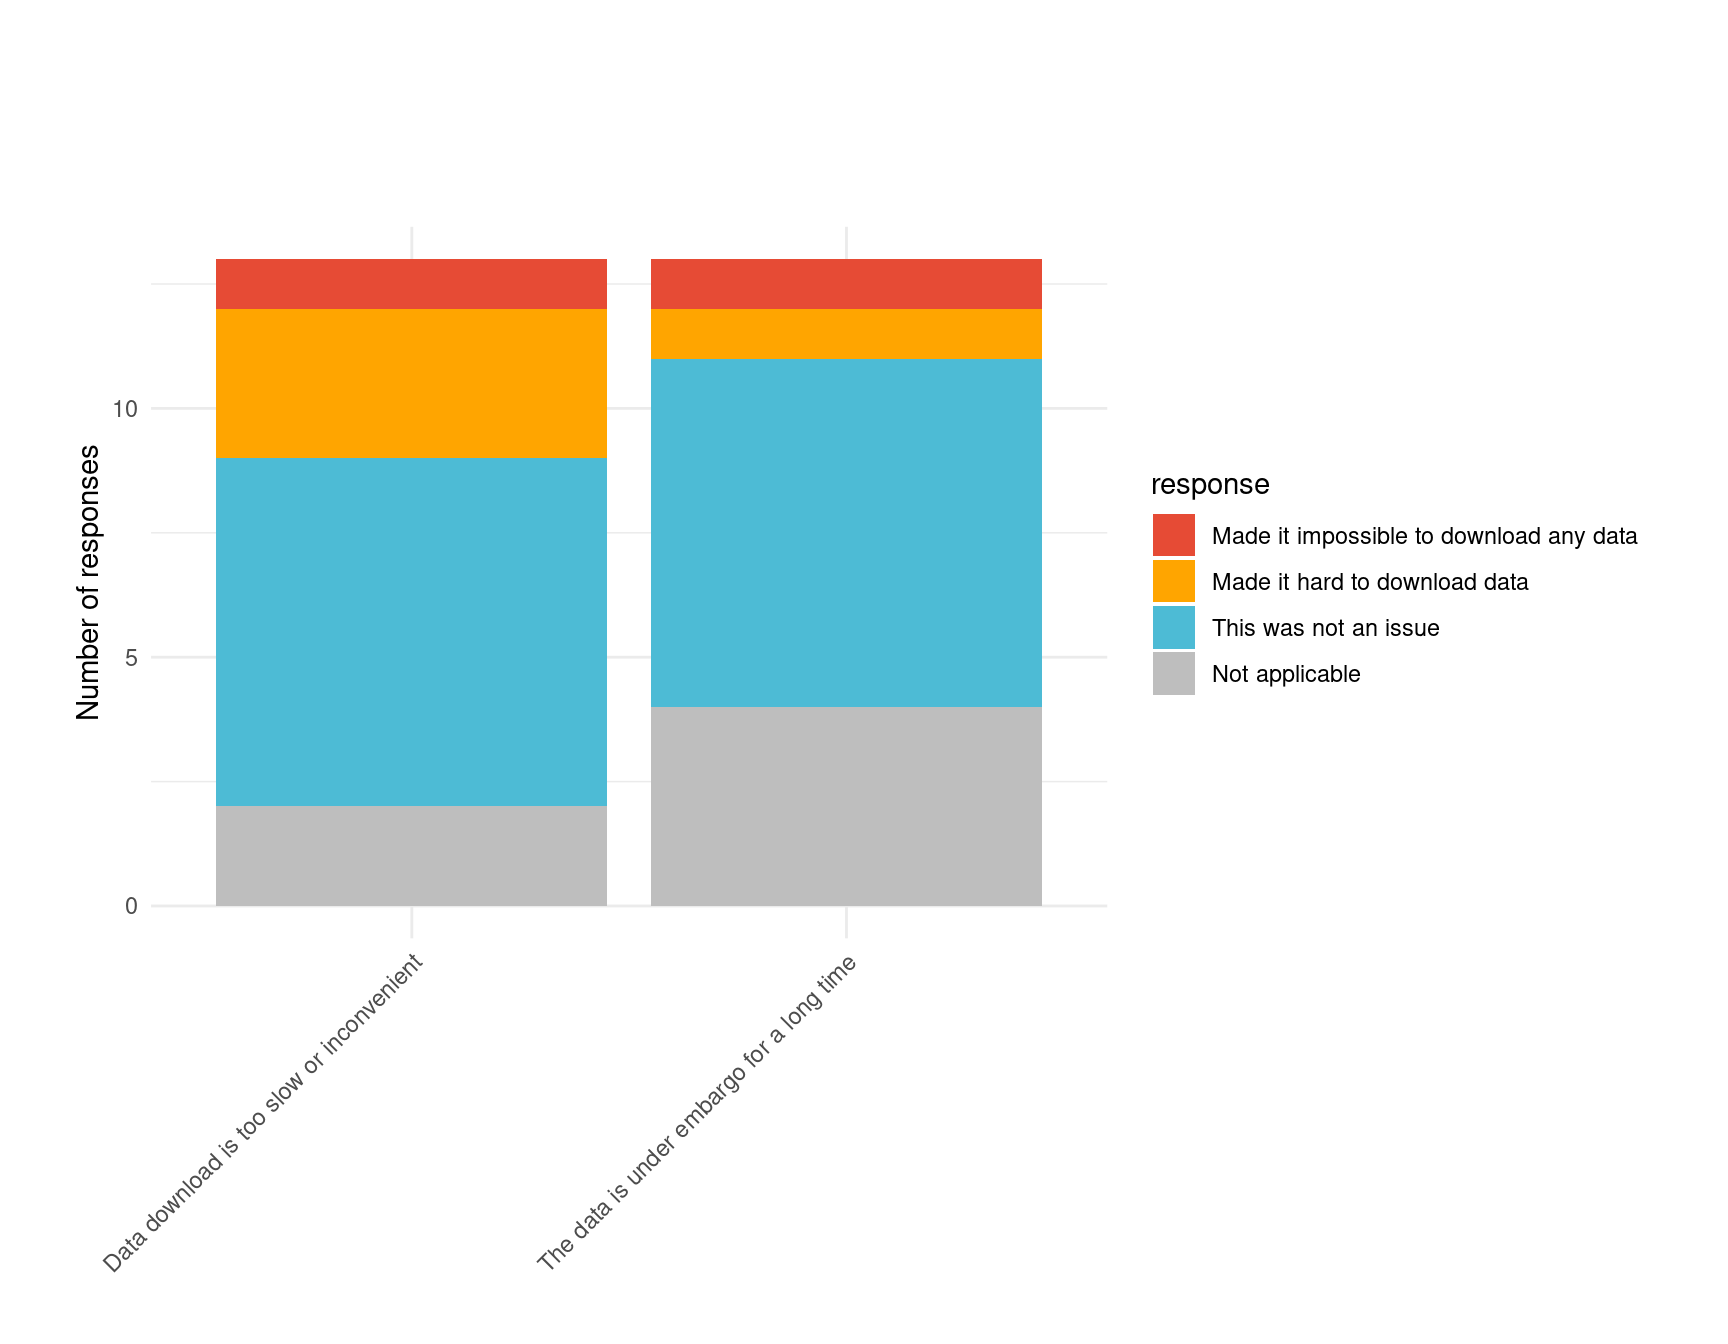 Number of responses
10
5
0
Data download is too slow or inconvenient
The data is under embargo for a long time
response
Made it impossible to download any data
Made it hard to download data
This was not an issue
Not applicable